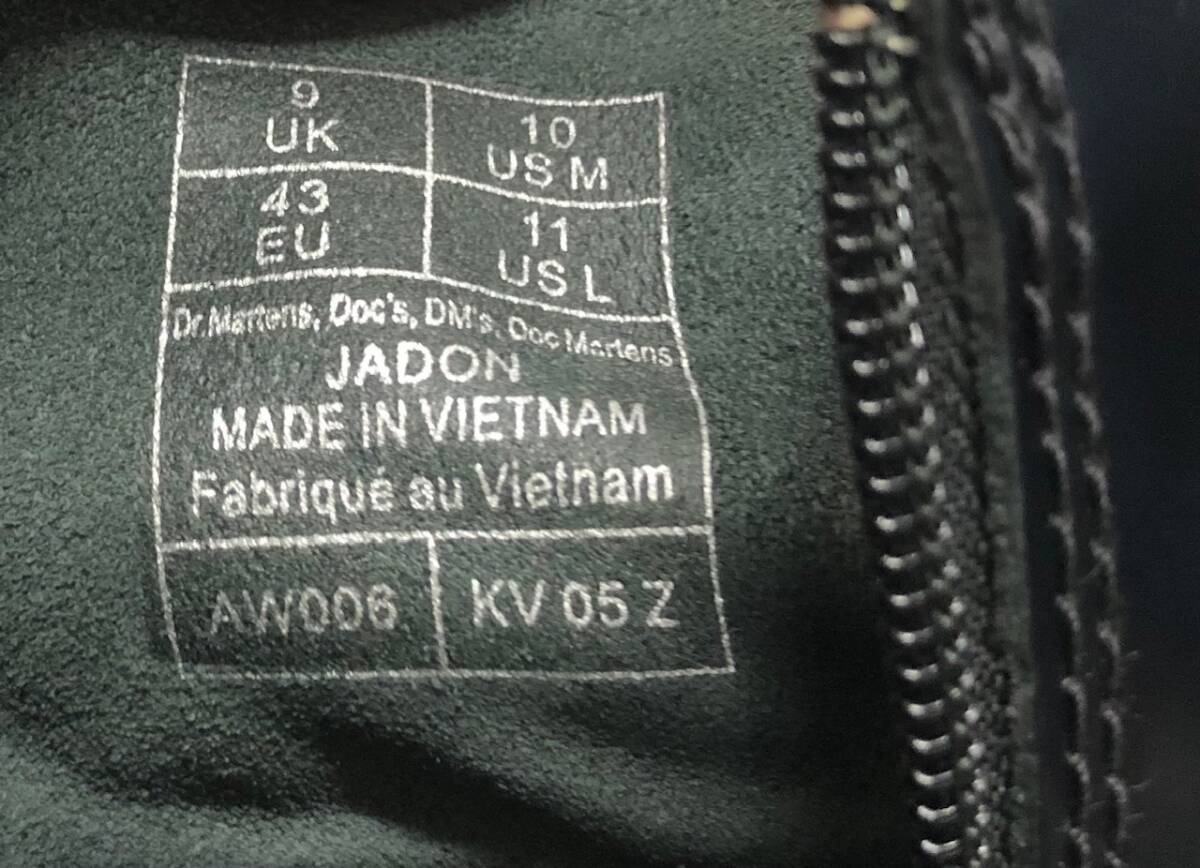 9
UK
10
US M
43
EU
11
US L
Dr.Martens, Doc's, DM's, Doc Martens
JADON
MADE IN VIETNAM
Fabriqué au Vietnam
AW006
KV 05 Z